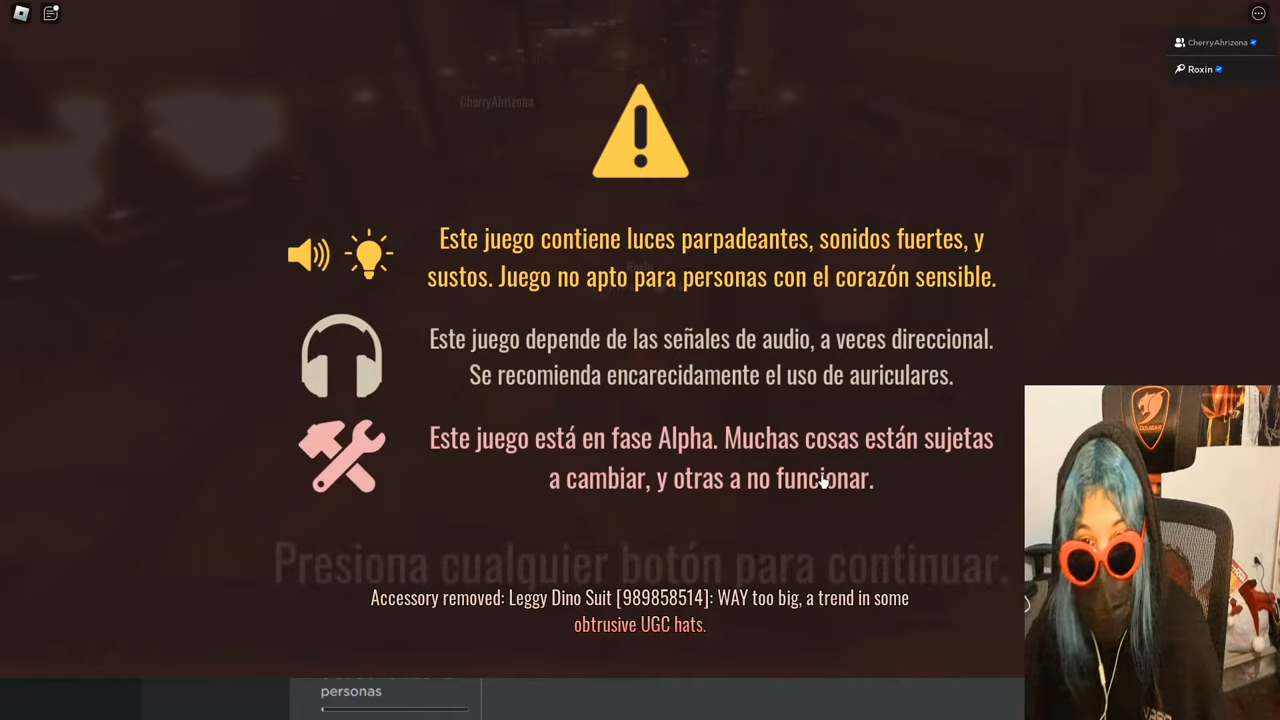 CherryAhrizona
Roxin
CherryAhrizona
Este juego contiene luces parpadeantes, sonidos fuertes, y
sustos. Juego no apto para personas con el corazón sensible.
Roxin
Este juego depende de las señales de audio, a veces direccional.
Se recomienda encarecidamente el uso de auriculares.
Este juego está en fase Alpha. Muchas cosas están sujetas
a cambiar, y otras a no funcionar.
Presiona cualquier botón para continuar.
Accessory removed: Leggy Dino Suit [989858514]: WAY too big, a trend in some
obtrusive UGC hats.
personas
COUGAR